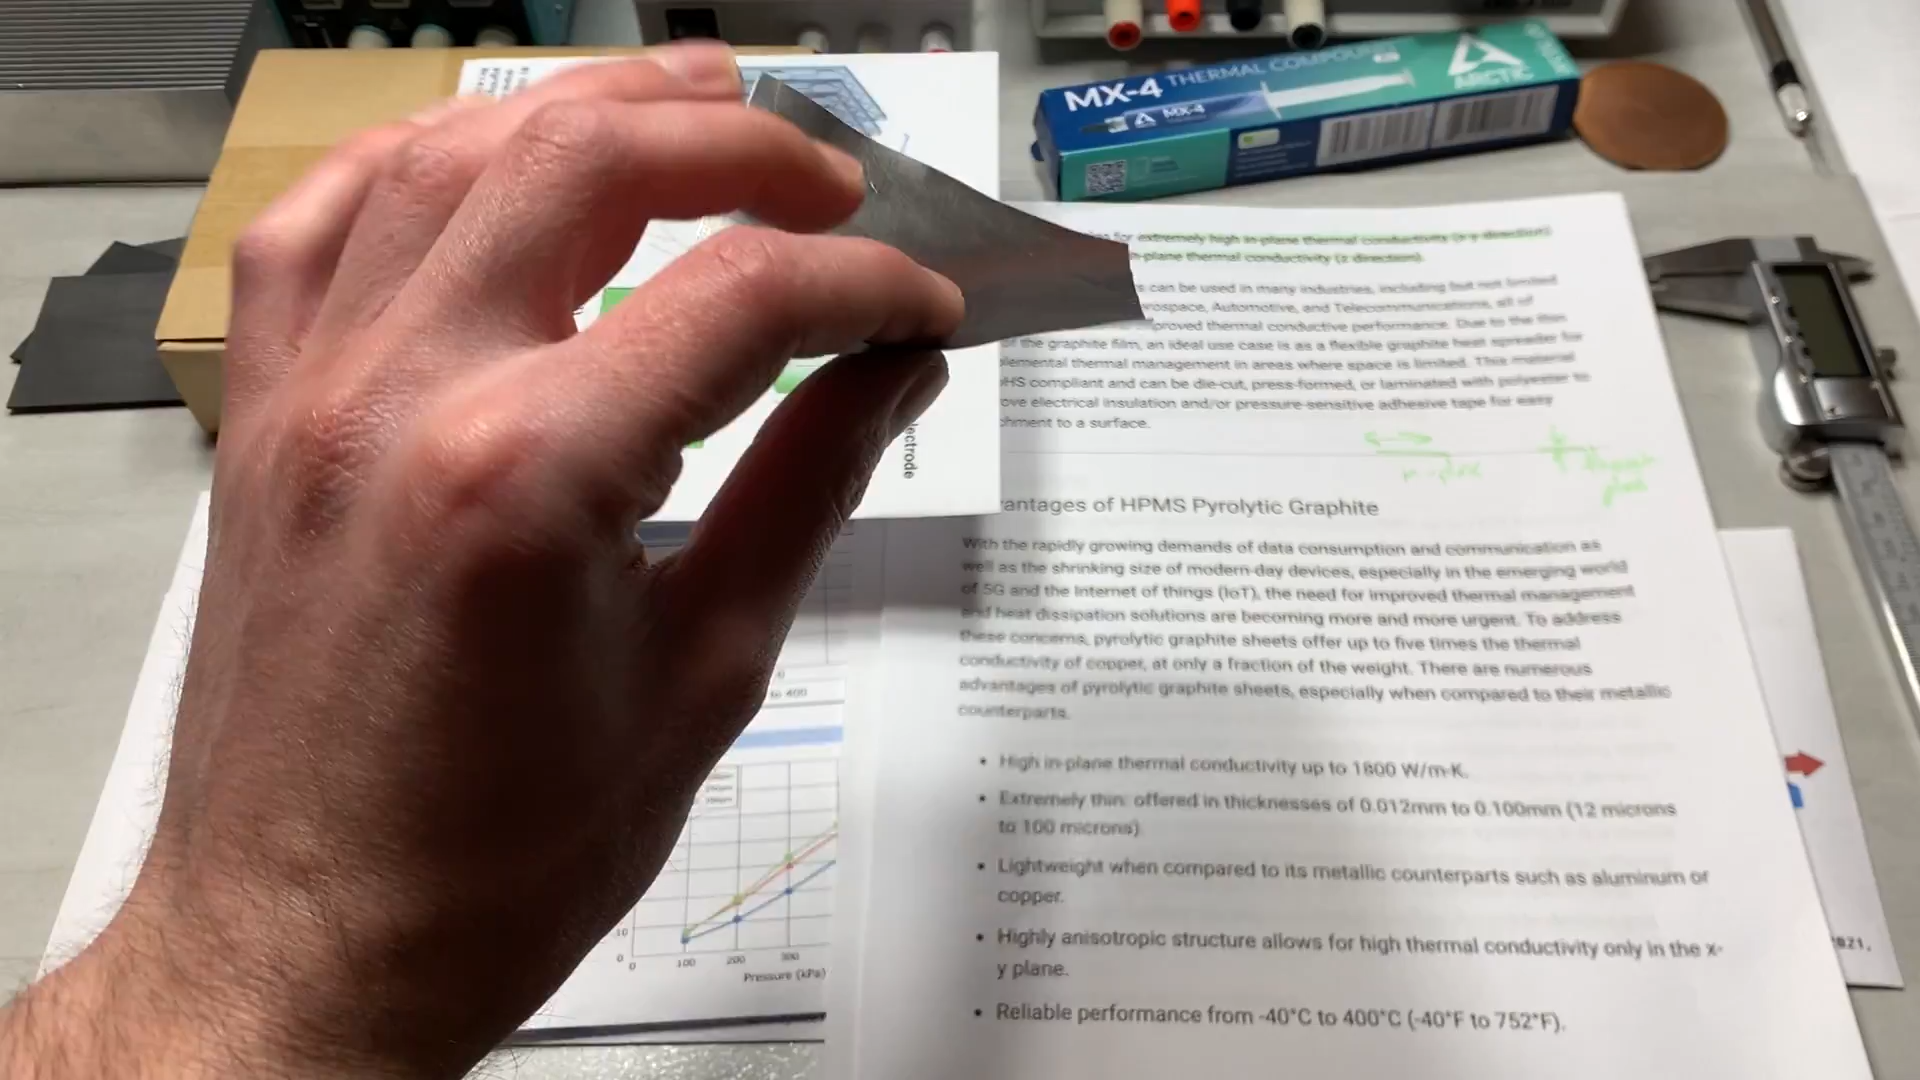 MX-4 THERMAL COMPOUND
ARCTIC
MX-4
for extremely high in-plane thermal conductivity (x-y direction)
-plane thermal conductivity (z direction).
can be used in many industries, including but not limited
Automotive, and Telecommunications, all of
thermal conductive performance. Due to the thin
of the graphite film, an ideal use case is as a flexible graphite heat spreader for
thermal management in areas where space is limited. This material
compliant and can be die-cut, press-formed, or laminated with polyester to
electrical insulation and/or pressure-sensitive adhesive tape for easy
to a surface.
lectrode
antages of HPMS Pyrolytic Graphite
With the rapidly growing demands of data consumption and communication as
well as the shrinking size of modern-day devices, especially in the emerging world
of 5G and the Internet of things (IoT), the need for improved thermal management
and heat dissipation solutions are becoming more and more urgent. To address
these concerns, pyrolytic graphite sheets offer up to five times the thermal
conductivity of copper, at only a fraction of the weight. There are numerous
advantages of pyrolytic graphite sheets, especially when compared to their metallic
counterparts.
• High in-plane thermal conductivity up to 1800 W/m-K.
• Extremely thin: offered in thicknesses of 0.012mm to 0.100mm (12 microns
to 100 microns)
• Lightweight when compared to its metallic counterparts such as aluminum or
copper.
• Highly anisotropic structure allows for high thermal conductivity only in the x-
y plane.
• Reliable performance from -40°C to 400°C (-40°F to 752°F).
to 400
10
0
0 100 200 300
Pressure (kPa)
021,